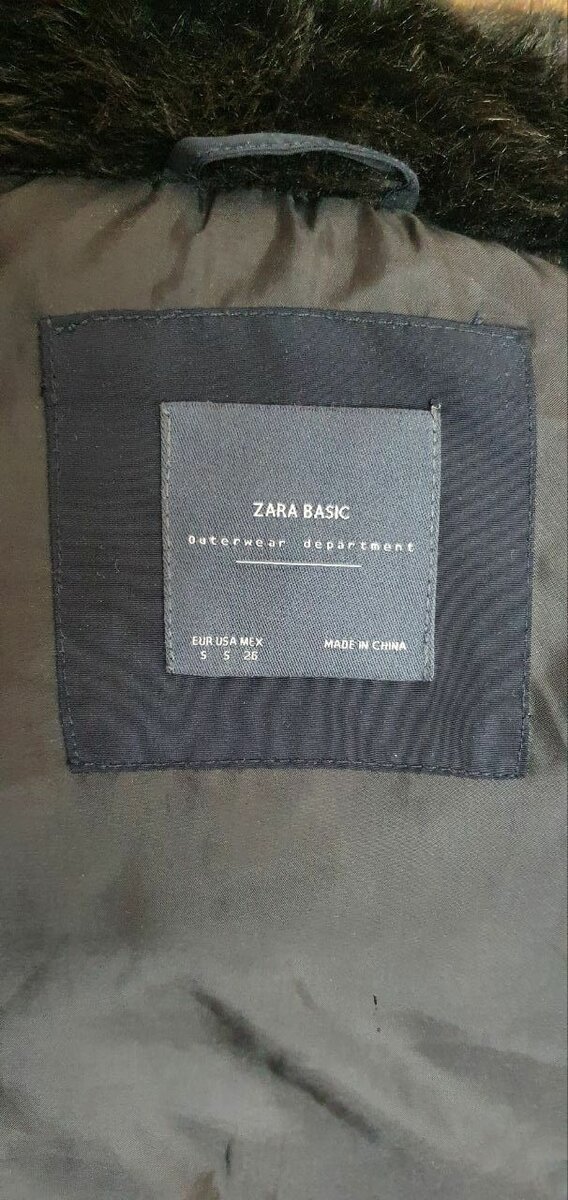 ZARA BASIC
Outerwear department
EUR USA MEX MADE IN CHINA
S S 26